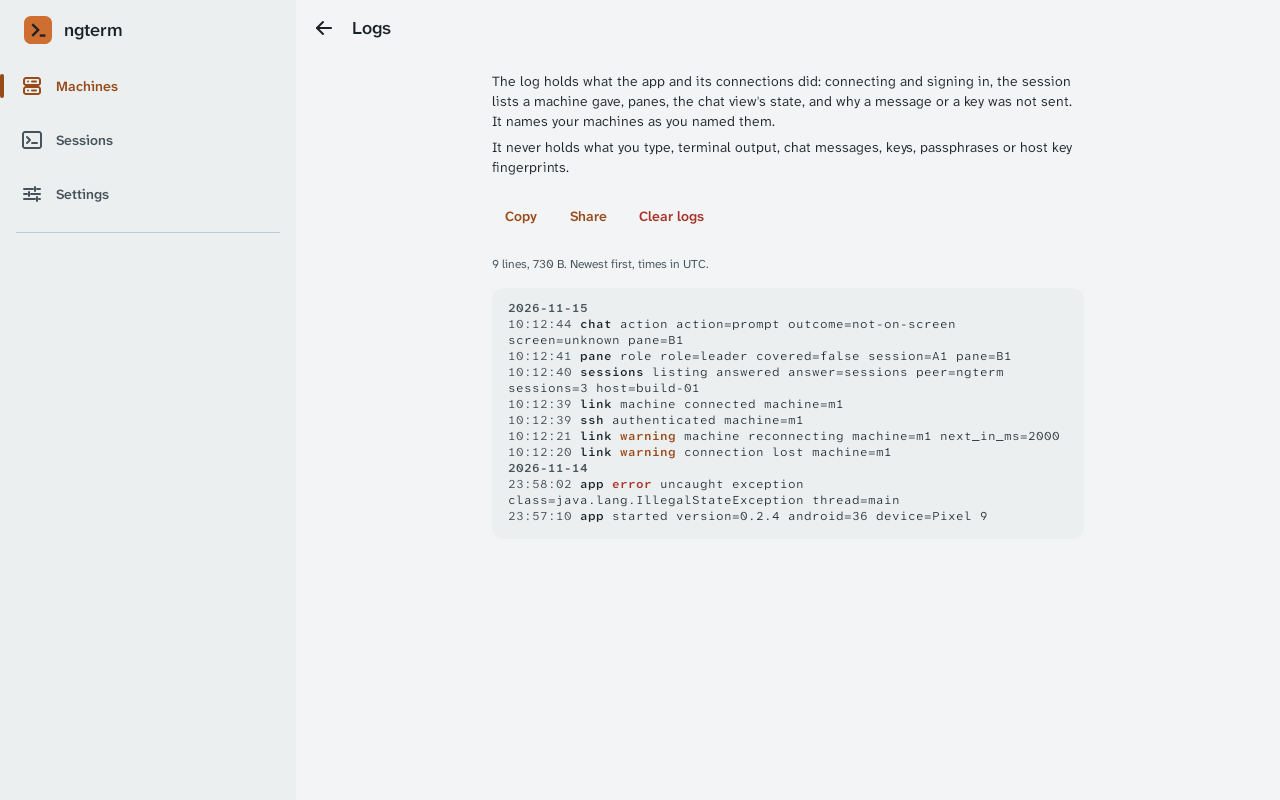 ngterm
Machines
Sessions
Settings
Logs
The log holds what the app and its connections did: connecting and signing in, the session
lists a machine gave, panes, the chat view's state, and why a message or a key was not sent.
It names your machines as you named them.
It never holds what you type, terminal output, chat messages, keys, passphrases or host key
fingerprints.
Copy Share Clear logs
9 lines, 730 B. Newest first, times in UTC.
2026-11-15
10:12:44 chat action action=prompt outcome=not-on-screen
screen=unknown pane=B1
10:12:41 pane role role=leader covered=false session=A1 pane=B1
10:12:40 sessions listing answered answer=sessions peer=ngterm
sessions=3 host=build-01
10:12:39 link machine connected machine=m1
10:12:39 ssh authenticated machine=m1
10:12:21 link warning machine reconnecting machine=m1 next_in_ms=2000
10:12:20 link warning connection lost machine=m1
2026-11-14
23:58:02 app error uncaught exception
class=java.lang.IllegalStateException thread=main
23:57:10 app started version=0.2.4 android=36 device=Pixel 9